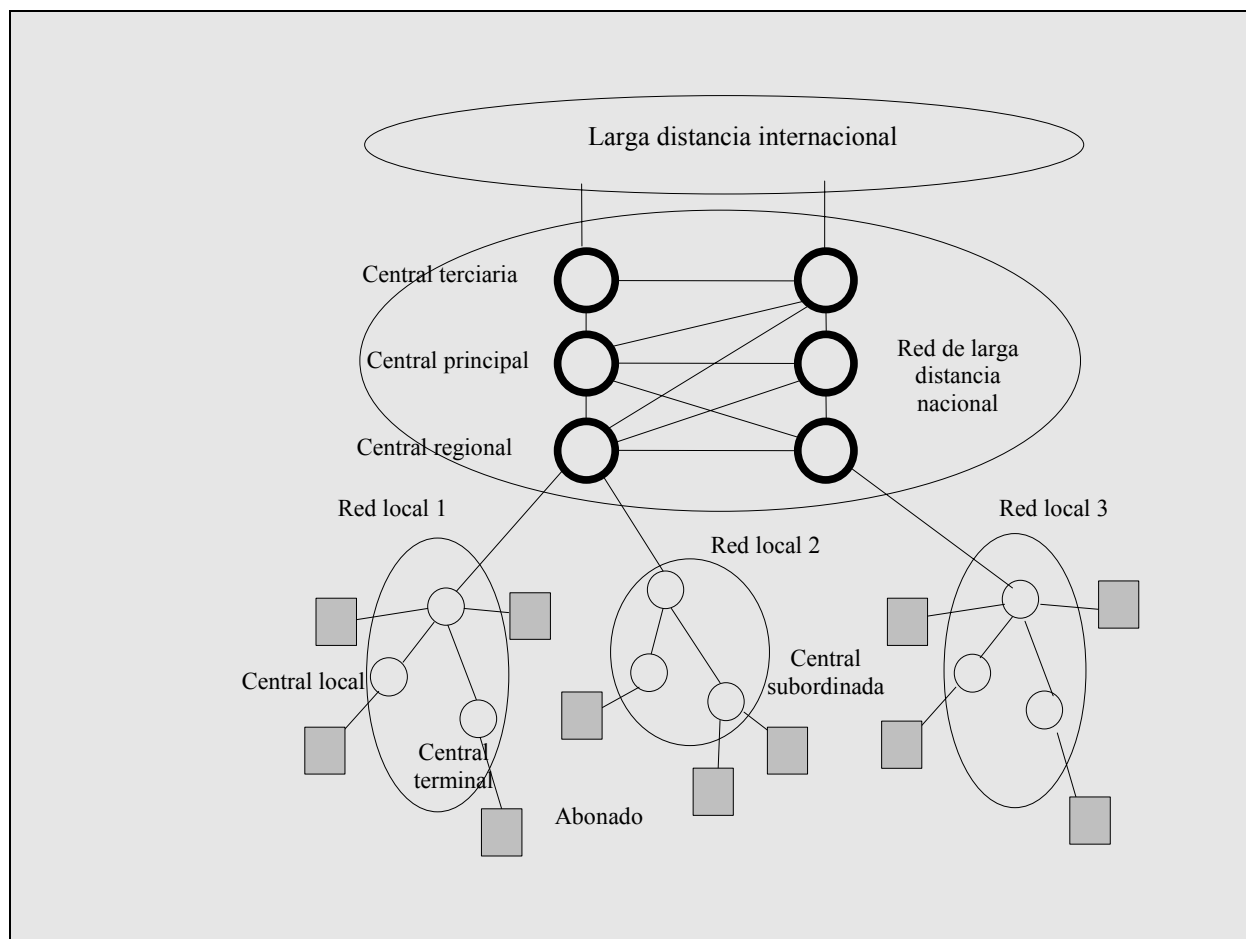 Larga distancia internacional
Central terciaria
Central principal
Red de larga
distancia
nacional
Central regional
Red local 1
Red local 2
Red local 3
Central local
Central
subordinada
Central
terminal
Abonado